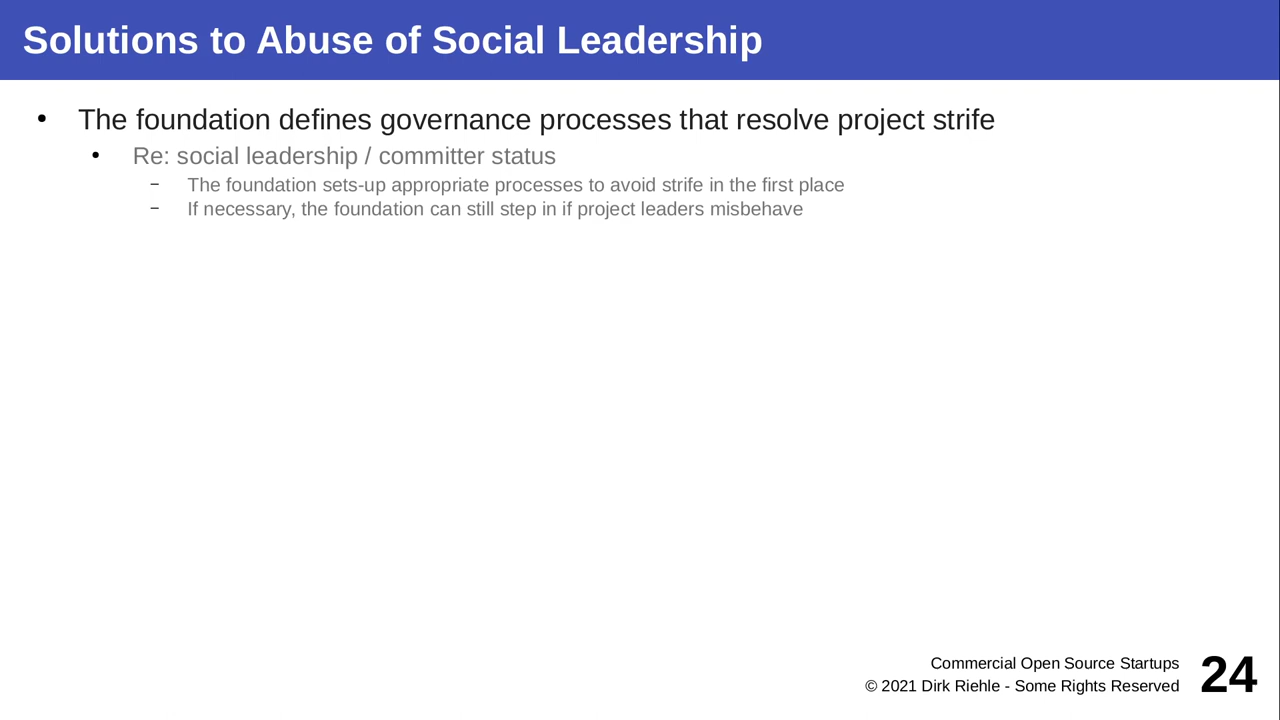 Solutions to Abuse of Social Leadership
• The foundation defines governance processes that resolve project strife
• Re: social leadership / committer status
– The foundation sets-up appropriate processes to avoid strife in the first place
– If necessary, the foundation can still step in if project leaders misbehave
Commercial Open Source Startups
© 2021 Dirk Riehle - Some Rights Reserved
24